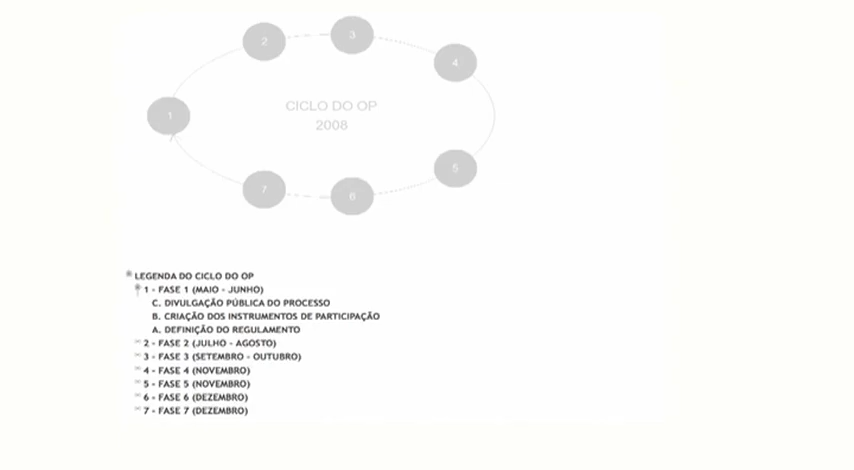 2
3
4
1
CICLO DO OP
2008
5
7
6
LEGENDA DO CICLO DO OP
1 - FASE 1 (MAIO - JUNHO)
C. DIVULGAÇÃO PÚBLICA DO PROCESSO
B. CRIAÇÃO DOS INSTRUMENTOS DE PARTICIPAÇÃO
A. DEFINIÇÃO DO REGULAMENTO
2 - FASE 2 (JULHO - AGOSTO)
3 - FASE 3 (SETEMBRO - OUTUBRO)
4 - FASE 4 (NOVEMBRO)
5 - FASE 5 (NOVEMBRO)
6 - FASE 6 (DEZEMBRO)
7 - FASE 7 (DEZEMBRO)